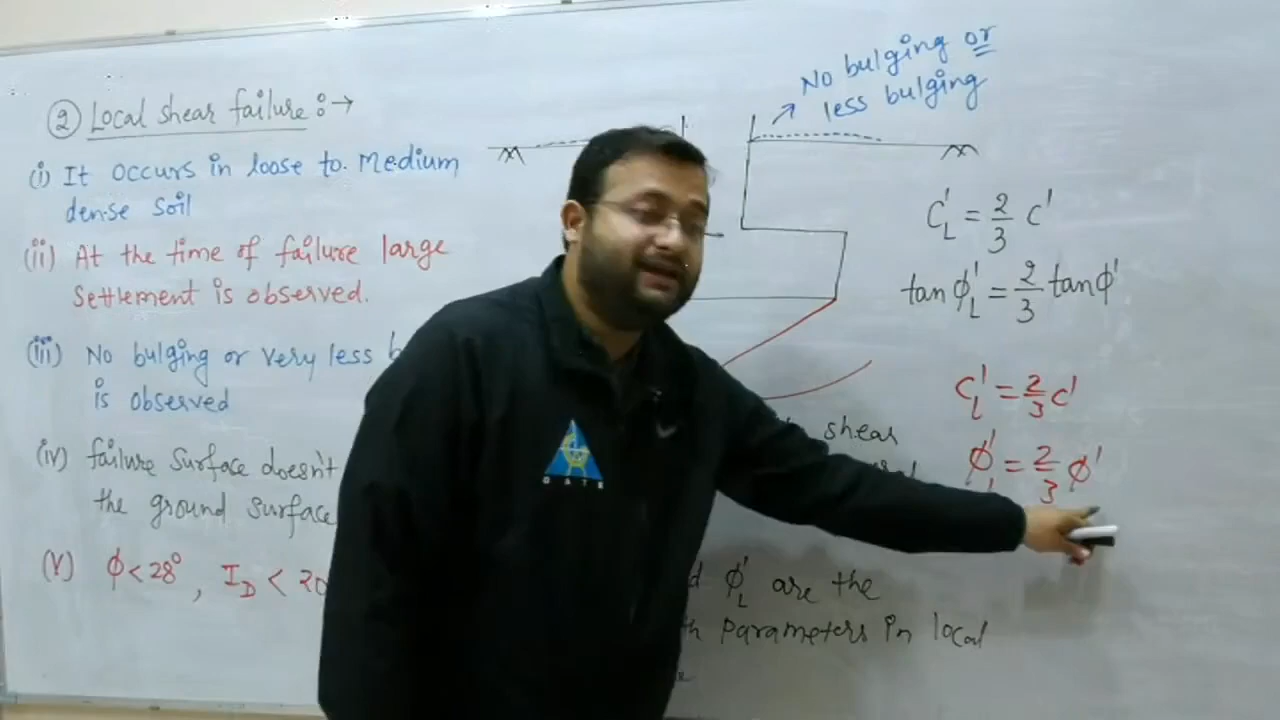 ② Local shear failure :→
(i) It occurs in loose to Medium
dense soil
(ii) At the time of failure large
Settlement is observed.
(iii) No bulging or very less b
is observed
(iv) failure surface doesn't
the ground surface
(V) ϕ<28°, I_D < 20
No bulging or
less bulging
C'_L = 2/3 c'
tan ϕ'_L = 2/3 tan ϕ'
C'_L = 2/3 c'
ϕ'_L = 2/3 ϕ'
shear
ϕ'_L are the
parameters in local
GATE